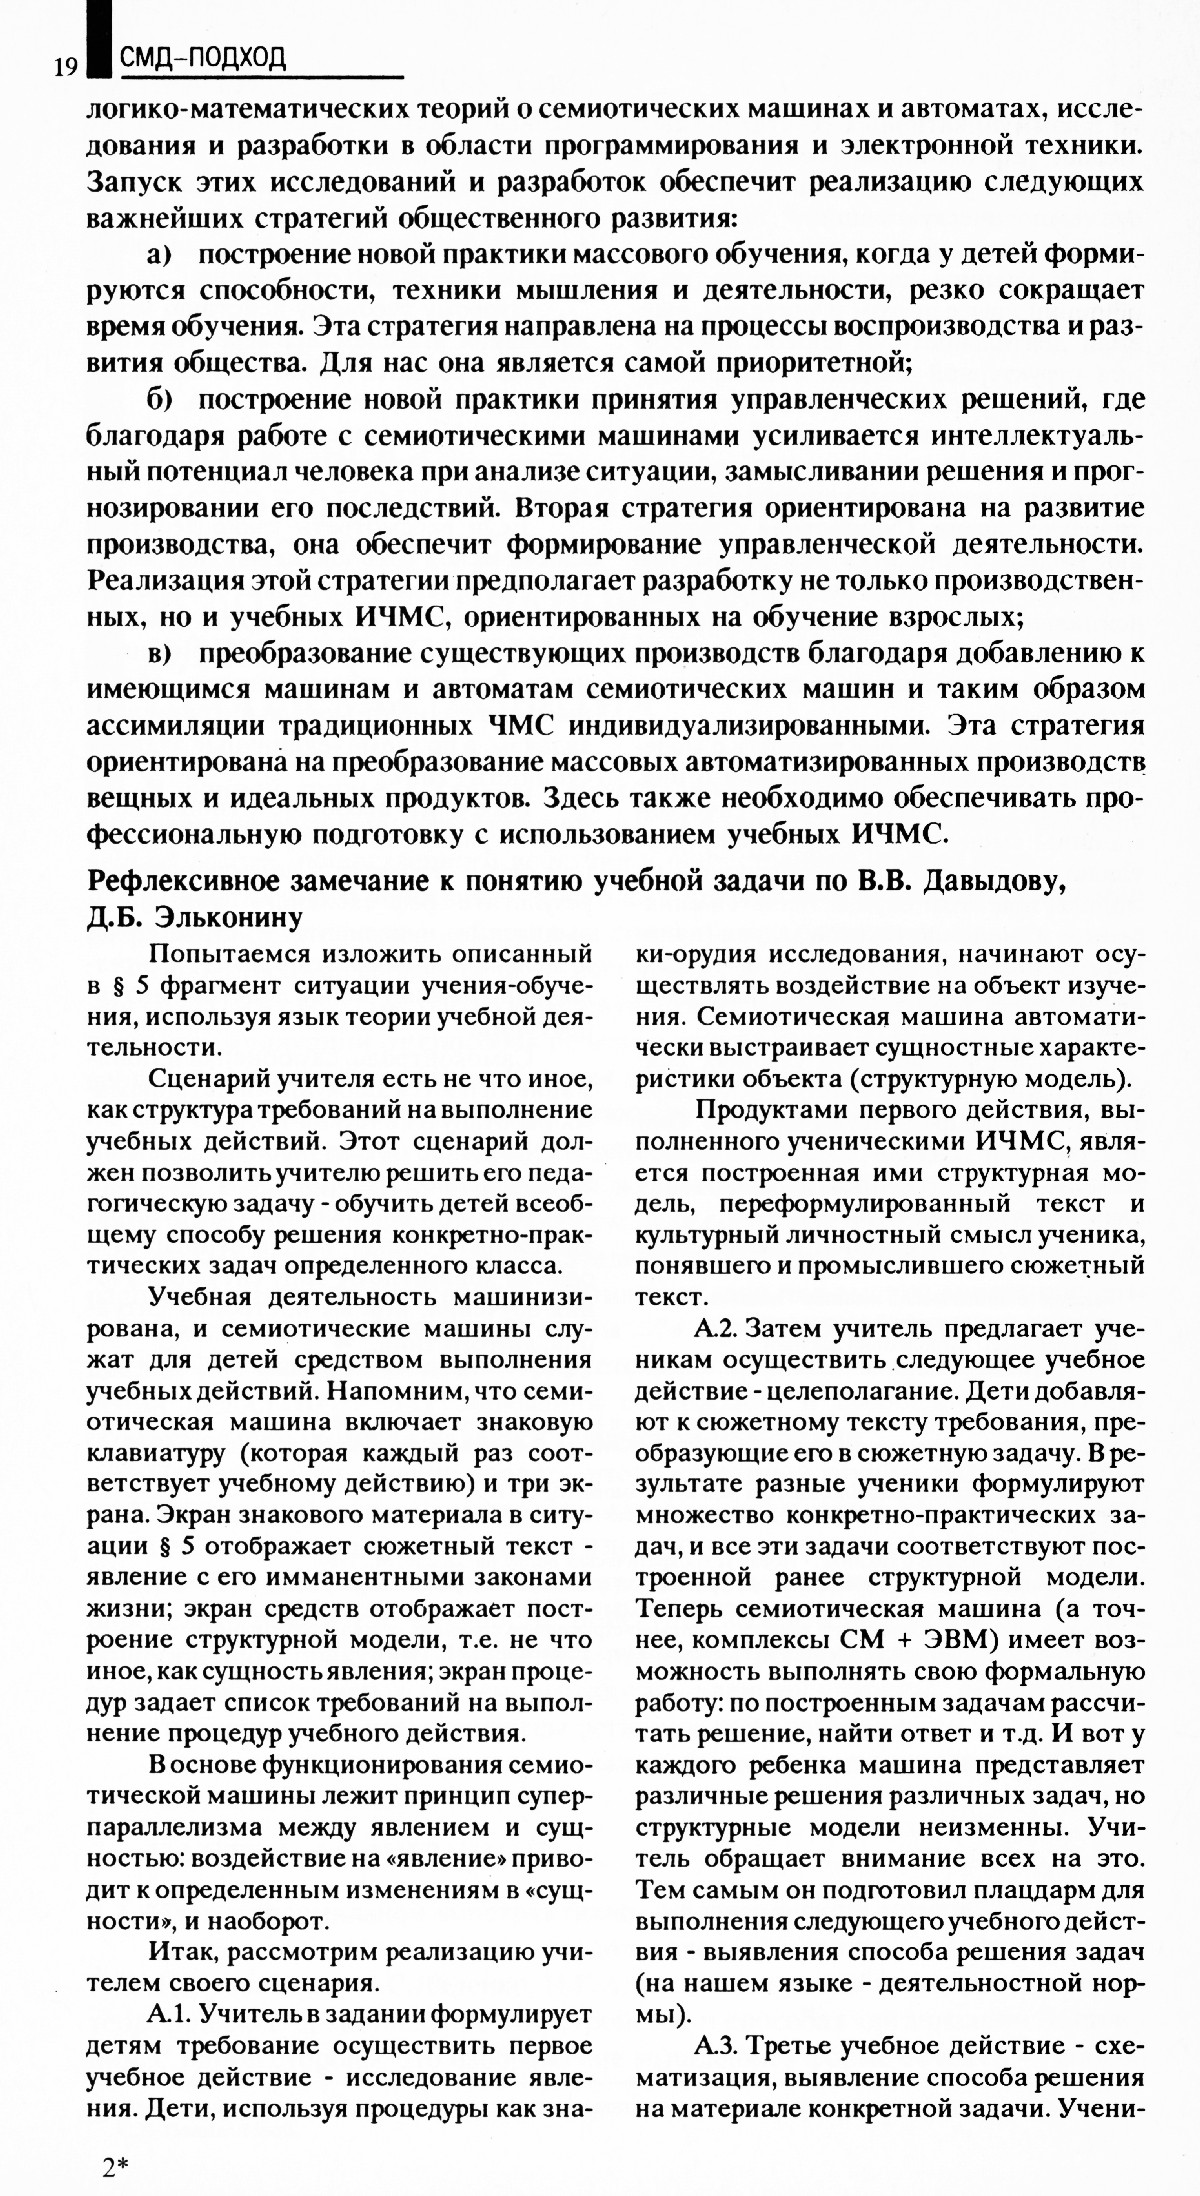 19
СМД-ПОДХОД
логико-математических теорий о семиотических машинах и автоматах, иссле-
дования и разработки в области программирования и электронной техники.
Запуск этих исследований и разработок обеспечит реализацию следующих
важнейших стратегий общественного развития:
а) построение новой практики массового обучения, когда у детей форми-
руются способности, техники мышления и деятельности, резко сокращает
время обучения. Эта стратегия направлена на процессы воспроизводства и раз-
вития общества. Для нас она является самой приоритетной;
б) построение новой практики принятия управленческих решений, где
благодаря работе с семиотическими машинами усиливается интеллектуаль-
ный потенциал человека при анализе ситуации, замысливании решения и прог-
нозировании его последствий. Вторая стратегия ориентирована на развитие
производства, она обеспечит формирование управленческой деятельности.
Реализация этой стратегии предполагает разработку не только производствен-
ных, но и учебных ИЧМС, ориентированных на обучение взрослых;
в) преобразование существующих производств благодаря добавлению к
имеющимся машинам и автоматам семиотических машин и таким образом
ассимиляции традиционных ЧМС индивидуализированными. Эта стратегия
ориентирована на преобразование массовых автоматизированных производств
вещных и идеальных продуктов. Здесь также необходимо обеспечивать про-
фессиональную подготовку с использованием учебных ИЧМС.
Рефлексивное замечание к понятию учебной задачи по В.В. Давыдову,
Д.Б. Эльконину
Попытаемся изложить описанный
в § 5 фрагмент ситуации учения-обуче-
ния, используя язык теории учебной дея-
тельности.
Сценарий учителя есть не что иное,
как структура требований на выполнение
учебных действий. Этот сценарий дол-
жен позволить учителю решить его педа-
гогическую задачу - обучить детей всеоб-
щему способу решения конкретно-прак-
тических задач определенного класса.
Учебная деятельность машинизи-
рована, и семиотические машины слу-
жат для детей средством выполнения
учебных действий. Напомним, что семи-
отическая машина включает знаковую
клавиатуру (которая каждый раз соот-
ветствует учебному действию) и три эк-
рана. Экран знакового материала в ситу-
ации § 5 отображает сюжетный текст -
явление с его имманентными законами
жизни; экран средств отображает пост-
роение структурной модели, т.е. не что
иное, как сущность явления; экран проце-
дур задает список требований на выпол-
нение процедур учебного действия.
В основе функционирования семио-
тической машины лежит принцип супер-
параллелизма между явлением и сущ-
ностью: воздействие на «явление» приво-
дит к определенным изменениям в «сущ-
ности», и наоборот.
Итак, рассмотрим реализацию учи-
телем своего сценария.
А.1. Учитель в задании формулирует
детям требование осуществить первое
учебное действие - исследование явле-
ния. Дети, используя процедуры как зна-
ки-орудия исследования, начинают осу-
ществлять воздействие на объект изуче-
ния. Семиотическая машина автомати-
чески выстраивает сущностные характе-
ристики объекта (структурную модель).
Продуктами первого действия, вы-
полненного ученическими ИЧМС, явля-
ется построенная ими структурная мо-
дель, переформулированный текст и
культурный личностный смысл ученика,
понявшего и промыслившего сюжетный
текст.
А.2. Затем учитель предлагает уче-
никам осуществить следующее учебное
действие - целеполагание. Дети добавля-
ют к сюжетному тексту требования, пре-
образующие его в сюжетную задачу. В ре-
зультате разные ученики формулируют
множество конкретно-практических за-
дач, и все эти задачи соответствуют пос-
троенной ранее структурной модели.
Теперь семиотическая машина (а точ-
нее, комплексы СМ + ЭВМ) имеет воз-
можность выполнять свою формальную
работу: по построенным задачам рассчи-
тать решение, найти ответ и т.д. И вот у
каждого ребенка машина представляет
различные решения различных задач, но
структурные модели неизменны. Учи-
тель обращает внимание всех на это.
Тем самым он подготовил плацдарм для
выполнения следующего учебного дейст-
вия - выявления способа решения задач
(на нашем языке - деятельностной нор-
мы).
А.3. Третье учебное действие - схе-
матизация, выявление способа решения
на материале конкретной задачи. Учени-
2*